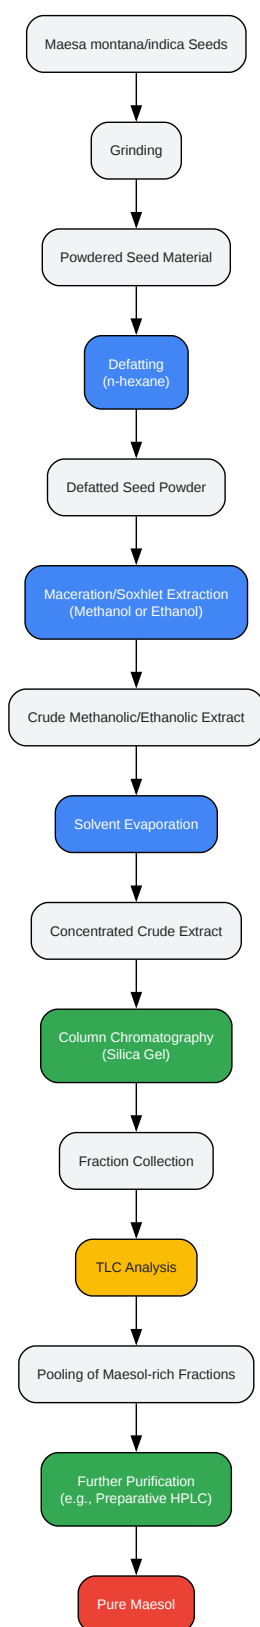 Maesa montana/indica Seeds
Grinding
Powdered Seed Material
Defatting
(n-hexane)
Defatted Seed Powder
Maceration/Soxhlet Extraction
(Methanol or Ethanol)
Crude Methanolic/Ethanolic Extract
Solvent Evaporation
Concentrated Crude Extract
Column Chromatography
(Silica Gel)
Fraction Collection
TLC Analysis
Pooling of Maesol-rich Fractions
Further Purification
(e.g., Preparative HPLC)
Pure Maesol